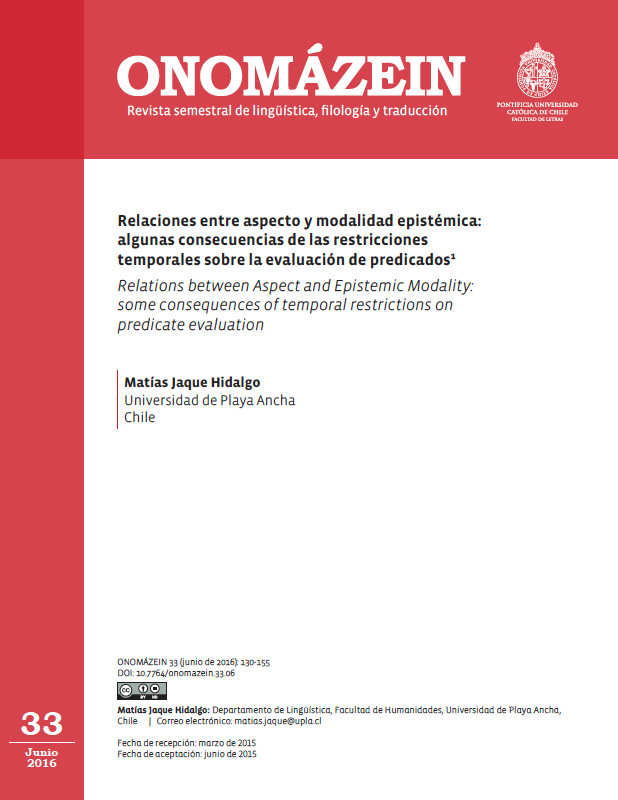 ONOMÁZEIN
Revista semestral de lingüística, filología y traducción
PONTIFICIA UNIVERSIDAD
CATÓLICA DE CHILE
FACULTAD DE LETRAS
Relaciones entre aspecto y modalidad epistémica:
algunas consecuencias de las restricciones
temporales sobre la evaluación de predicados¹
Relations between Aspect and Epistemic Modality:
some consequences of temporal restrictions on
predicate evaluation
Matías Jaque Hidalgo
Universidad de Playa Ancha
Chile
ONOMÁZEIN 33 (junio de 2016): 130-155
DOI: 10.7764/onomazein.33.06
cc
BY ND
Matías Jaque Hidalgo: Departamento de Lingüística, Facultad de Humanidades, Universidad de Playa Ancha,
Chile | Correo electrónico: matias.jaque@upla.cl
Fecha de recepción: marzo de 2015
Fecha de aceptación: junio de 2015
33
Junio
2016